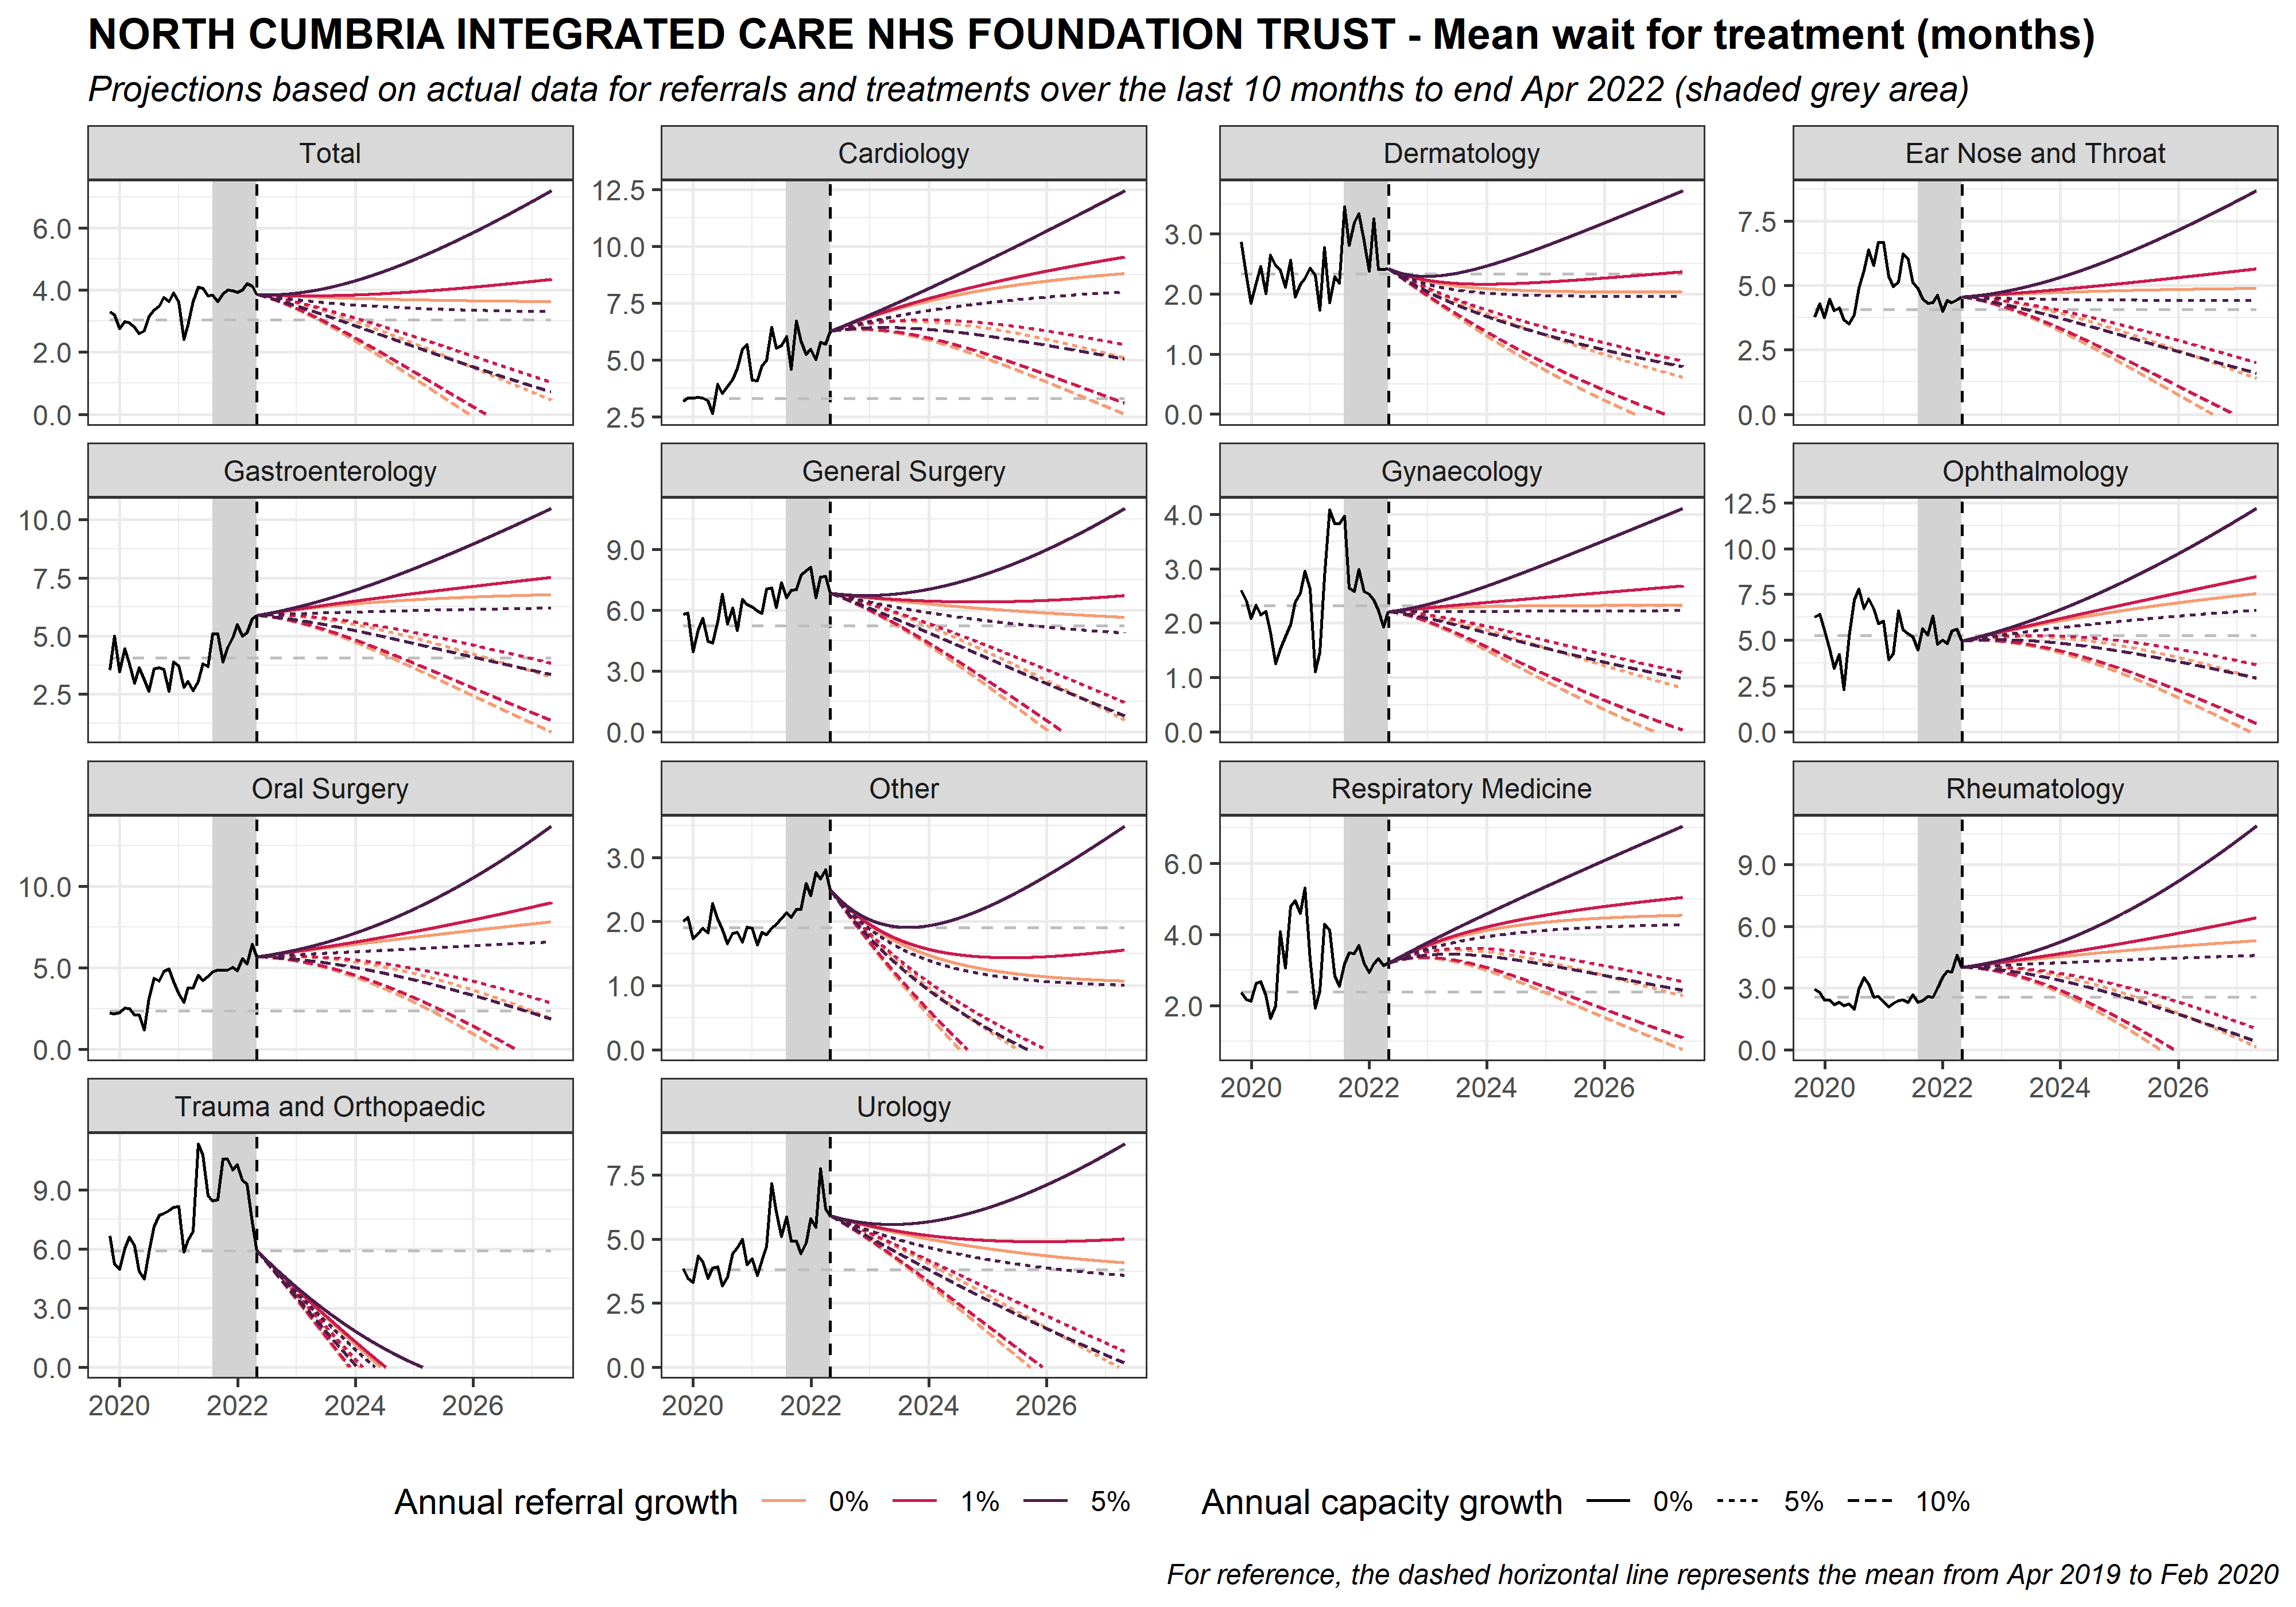 NORTH CUMBRIA INTEGRATED CARE NHS FOUNDATION TRUST - Mean wait for treatment (months)
Projections based on actual data for referrals and treatments over the last 10 months to end Apr 2022 (shaded grey area)
Total
6.0
4.0
2.0
0.0
Cardiology
12.5
10.0
7.5
5.0
2.5
Dermatology
3.0
2.0
1.0
0.0
Ear Nose and Throat
7.5
5.0
2.5
0.0
Gastroenterology
10.0
7.5
5.0
2.5
General Surgery
9.0
6.0
3.0
0.0
Gynaecology
4.0
3.0
2.0
1.0
0.0
Ophthalmology
12.5
10.0
7.5
5.0
2.5
0.0
Oral Surgery
10.0
5.0
0.0
Other
3.0
2.0
1.0
0.0
Respiratory Medicine
6.0
4.0
2.0
2020 2022 2024 2026
Rheumatology
9.0
6.0
3.0
0.0
2020 2022 2024 2026
Trauma and Orthopaedic
9.0
6.0
3.0
0.0
2020 2022 2024 2026
Urology
7.5
5.0
2.5
0.0
2020 2022 2024 2026
Annual referral growth 0% 1% 5%
Annual capacity growth 0% 5% 10%
For reference, the dashed horizontal line represents the mean from Apr 2019 to Feb 2020